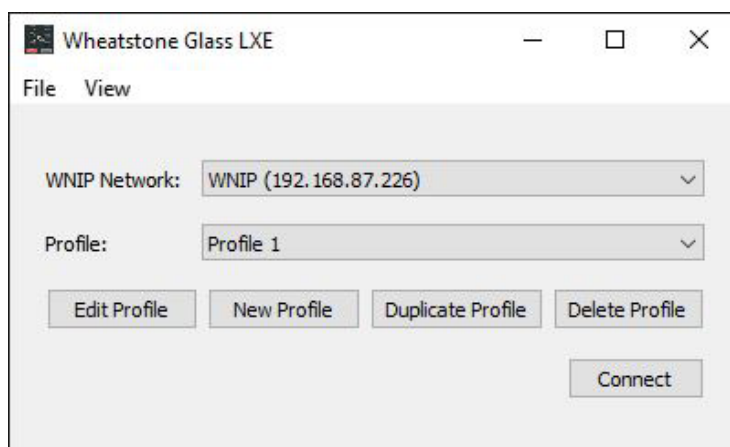 Wheatstone Glass LXE
File View
WNIP Network: WNIP (192.168.87.226)
Profile: Profile 1
Edit Profile New Profile Duplicate Profile Delete Profile
Connect